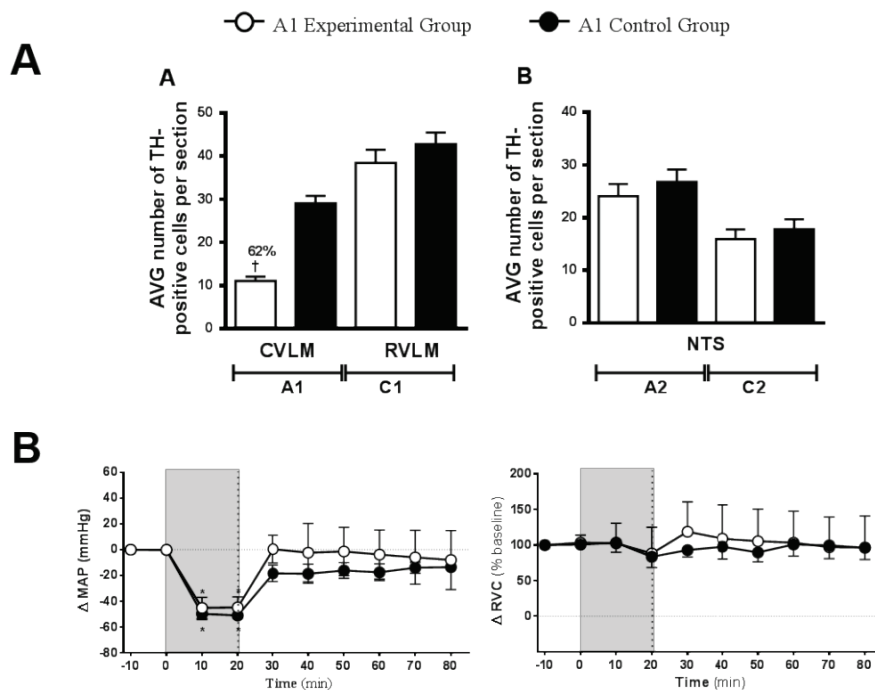 A1 Experimental Group A1 Control Group
A
A
AVG number of TH-
positive cells per section
50
40
30
20
10
0
62%
†
CVLM RVLM
A1 C1
B
AVG number of TH-
positive cells per section
40
30
20
10
0
NTS
A2 C2
B
Δ MAP (mmHg)
60
40
20
0
-20
-40
-60
-80
* *
* *
-10 0 10 20 30 40 50 60 70 80
Time (min)
Δ RVC (% baseline)
200
150
100
50
0
-10 0 10 20 30 40 50 60 70 80
Time (min)